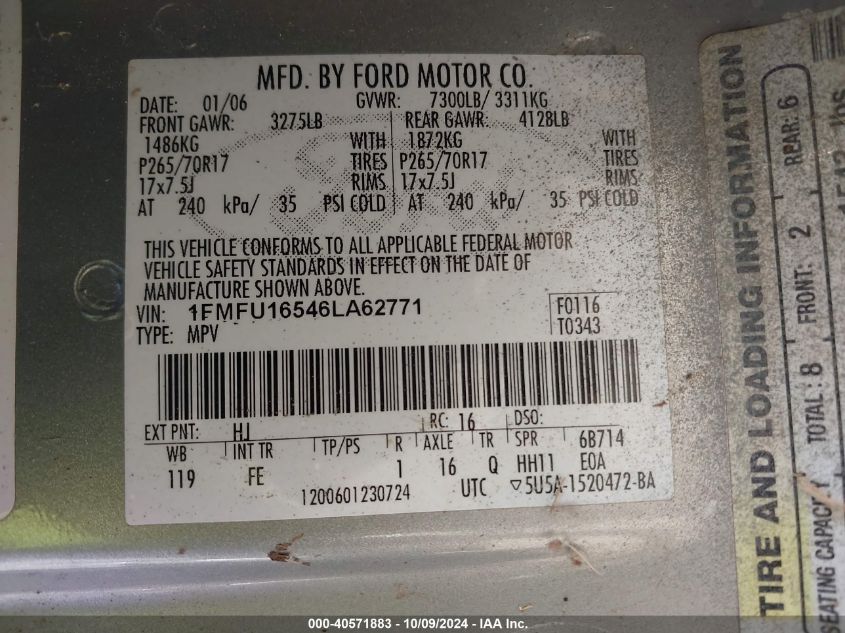 MFD. BY FORD MOTOR CO.
DATE: 01/06 GVWR: 7300LB/ 3311KG
FRONT GAWR: 3275LB REAR GAWR: 4128LB
1486KG WITH 1872KG WITH
P265/70R17 TIRES P265/70R17 TIRES
17x7.5J RIMS 17x7.5J RIMS
AT 240 kPa/ 35 PSI COLD AT 240 kPa/ 35 PSI COLD
THIS VEHICLE CONFORMS TO ALL APPLICABLE FEDERAL MOTOR
VEHICLE SAFETY STANDARDS IN EFFECT ON THE DATE OF
MANUFACTURE SHOWN ABOVE.
VIN: 1FMFU16546LA62771 F0116
TYPE: MPV T0343
EXT PNT: HJ RC: 16 DSO:
WB INT TR TP/PS R AXLE TR SPR 6B714
119 FE 1 16 Q HH11 EOA
1200601230724 UTC ▽5U5A-1520472-BA
TIRE AND LOADING INFORMATION
SEATING CAPACITY TOTAL: 8 FRONT: 2 REAR: 6
000-40571883 - 10/09/2024 - IAA Inc.